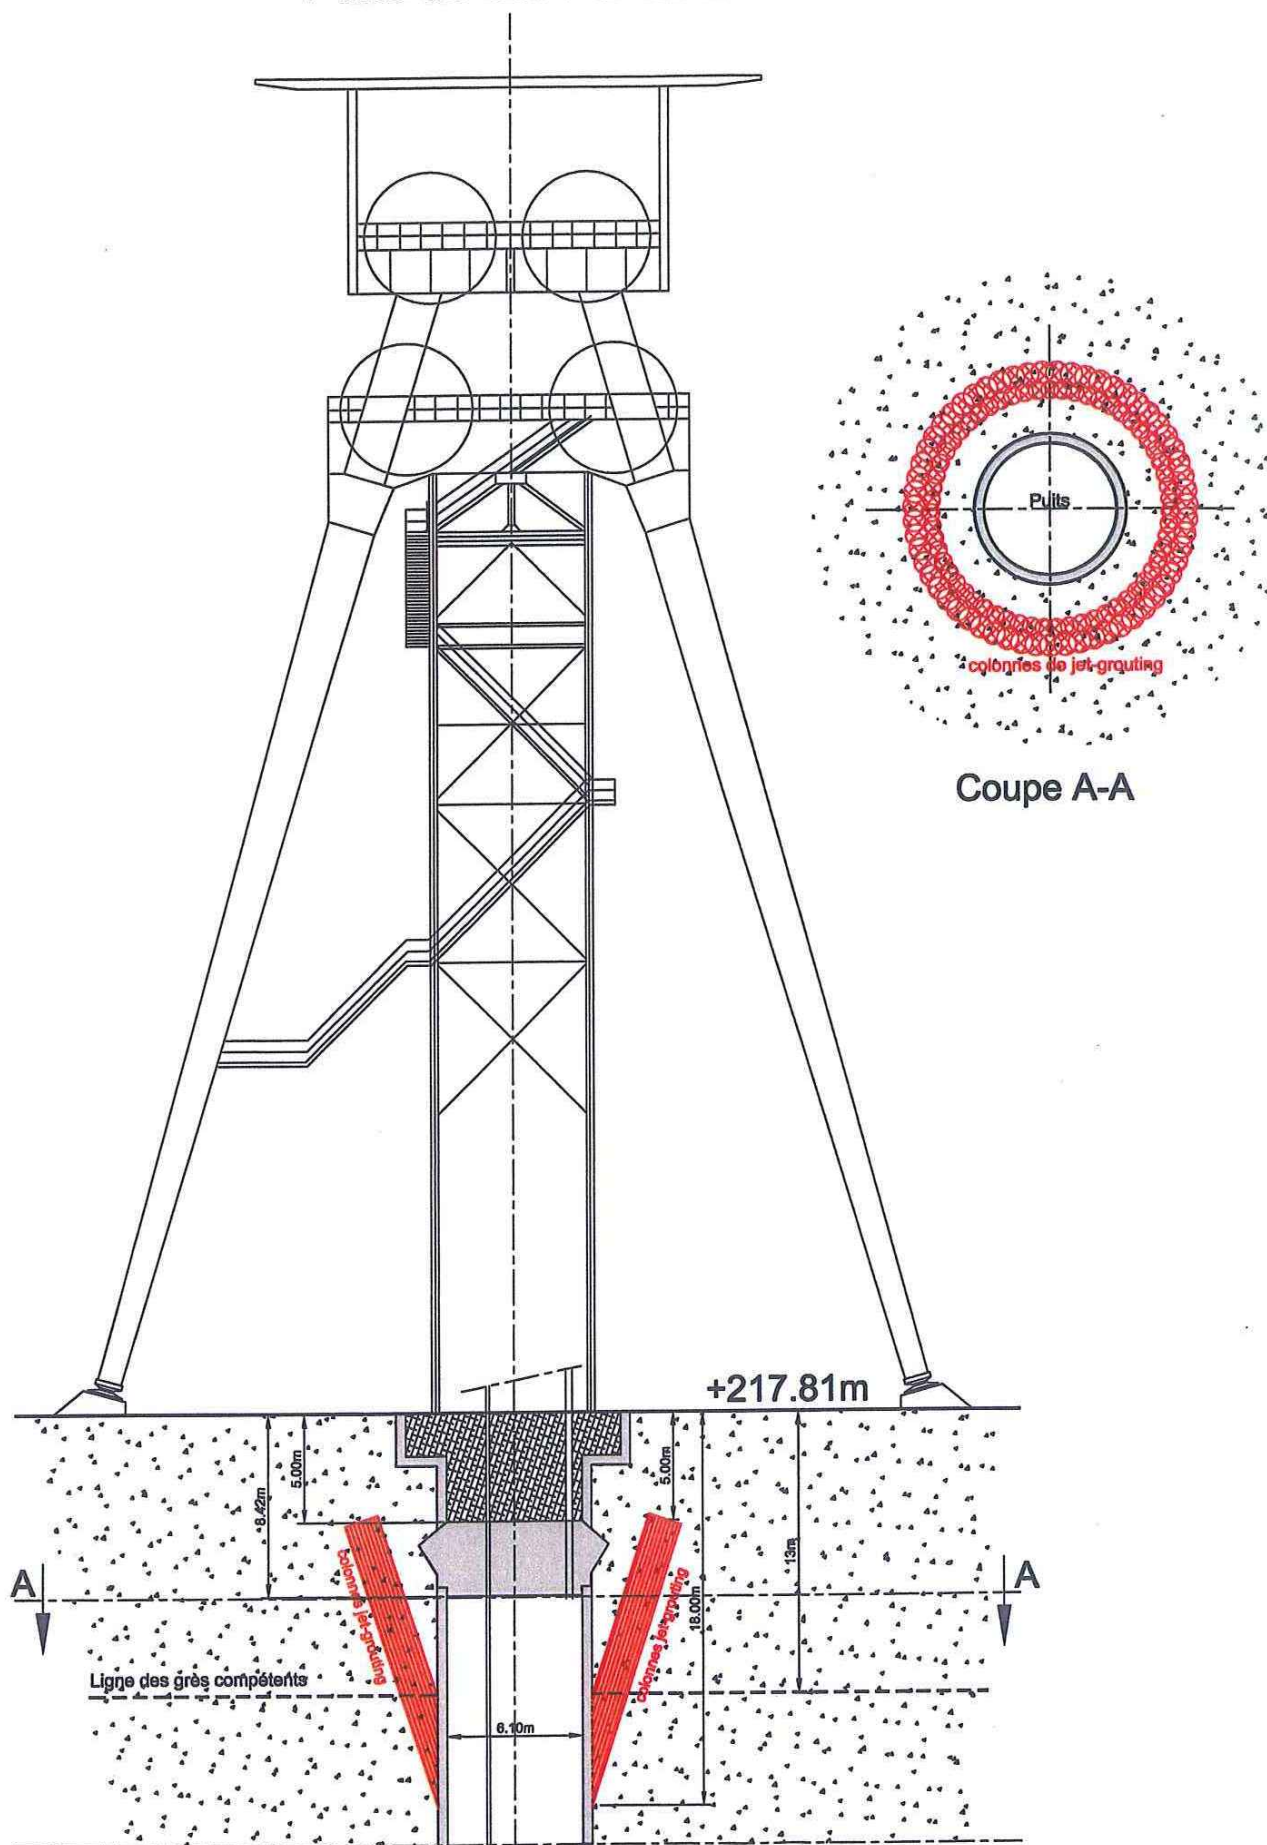 Puits
colonnes de jet-grouting
Coupe A-A
+217.81m
5.00m
8.42m
5.00m
13m
18.00m
colonnes jet-grouting
colonnes jet-grouting
A
A
Ligne des grès compétents
6.10m